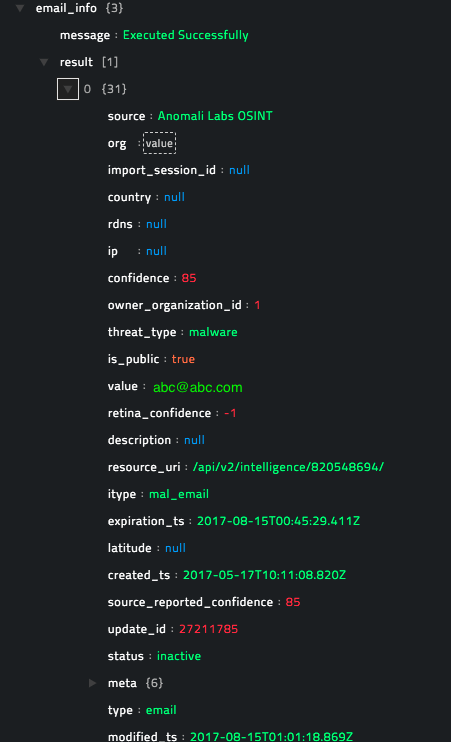 email_info {3}
message : Executed Successfully
result [1]
0 {31}
source : Anomali Labs OSINT
org : value
import_session_id : null
country : null
rdns : null
ip : null
confidence : 85
owner_organization_id : 1
threat_type : malware
is_public : true
value : abc@abc.com
retina_confidence : -1
description : null
resource_uri : /api/v2/intelligence/820548694/
itype : mal_email
expiration_ts : 2017-08-15T00:45:29.411Z
latitude : null
created_ts : 2017-05-17T10:11:08.820Z
source_reported_confidence : 85
update_id : 27211785
status : inactive
meta {6}
type : email
modified_ts : 2017-08-15T01:01:18.869Z